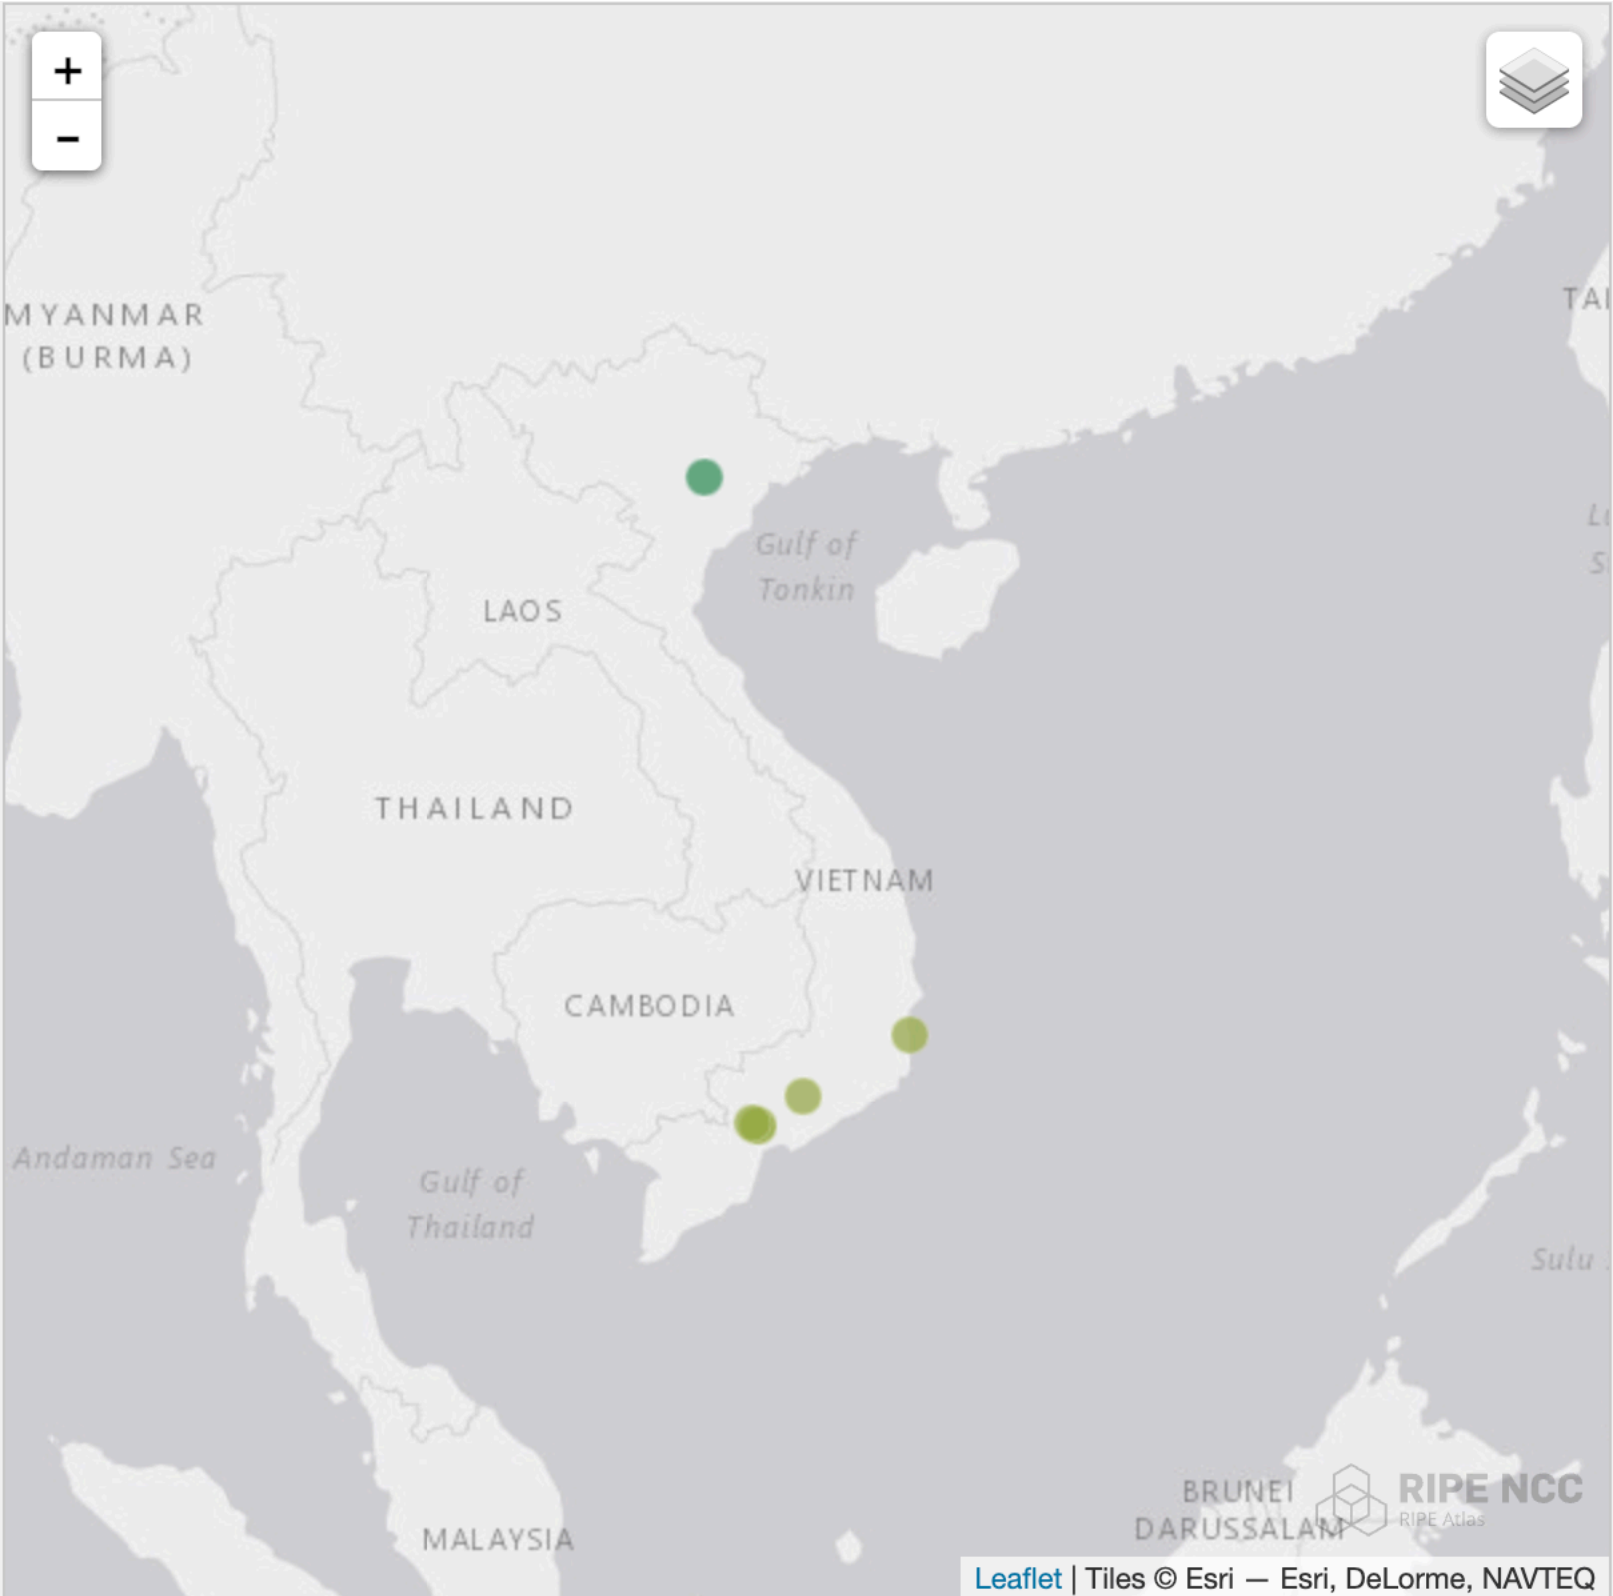 +
-
MYANMAR
(BURMA)
TAI
Gulf of
Tonkin
LAOS
THAILAND
VIETNAM
CAMBODIA
Andaman Sea
Gulf of
Thailand
Sulu
BRUNEI
DARUSSALAM
RIPE NCC
RIPE Atlas
MALAYSIA
Leaflet | Tiles © Esri — Esri, DeLorme, NAVTEQ